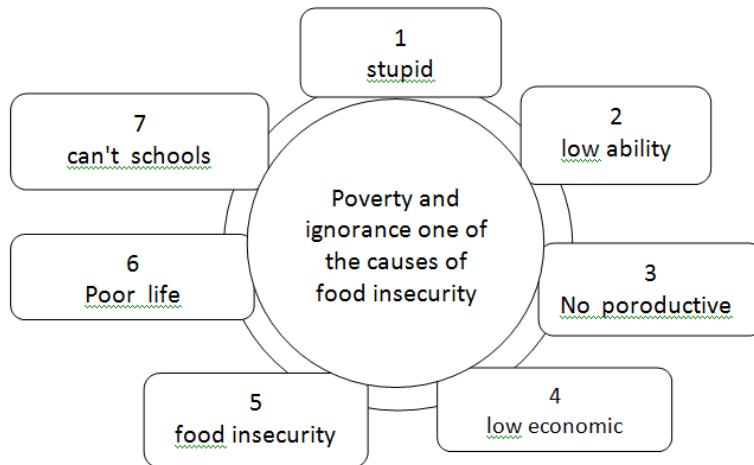 1
stupid
2
low ability
3
No poroductive
4
low economic
5
food insecurity
6
Poor life
7
can't schools
Poverty and
ignorance one of
the causes of
food insecurity